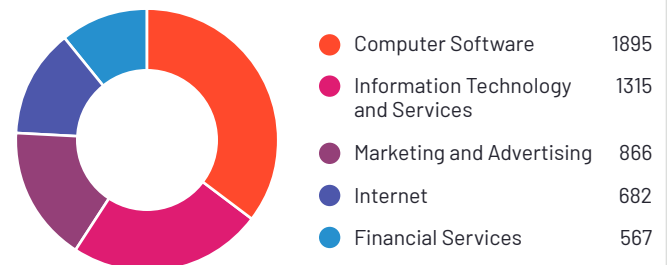 Computer Software 1895
Information Technology 1315
and Services
Marketing and Advertising 866
Internet 682
Financial Services 567